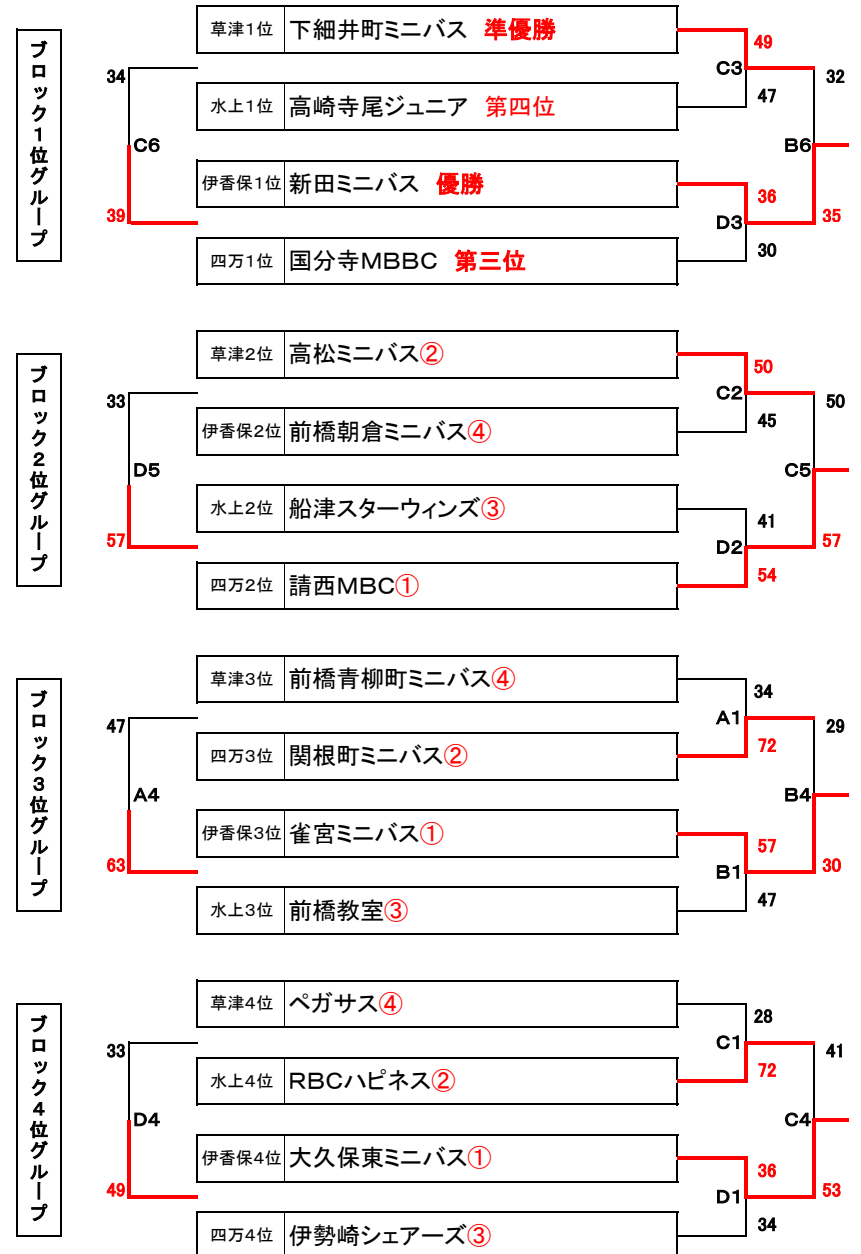 ブロック1位グループ
草津1位 下細井町ミニバス 準優勝
49
34
C3
32
47
水上1位 高崎寺尾ジュニア 第四位
C6
B6
伊香保1位 新田ミニバス 優勝
36
39
D3
35
30
四万1位 国分寺MBBC 第三位
ブロック2位グループ
草津2位 高松ミニバス②
50
33
C2
50
45
伊香保2位 前橋朝倉ミニバス④
D5
C5
水上2位 船津スターウィンズ③
41
57
D2
57
54
四万2位 請西MBC①
ブロック3位グループ
草津3位 前橋青柳町ミニバス④
34
47
A1
29
72
四万3位 関根町ミニバス②
A4
B4
伊香保3位 雀宮ミニバス①
57
63
B1
30
47
水上3位 前橋教室③
ブロック4位グループ
草津4位 ペガサス④
28
33
C1
41
72
水上4位 RBCハピネス②
D4
C4
伊香保4位 大久保東ミニバス①
36
49
D1
53
34
四万4位 伊勢崎シェアーズ③